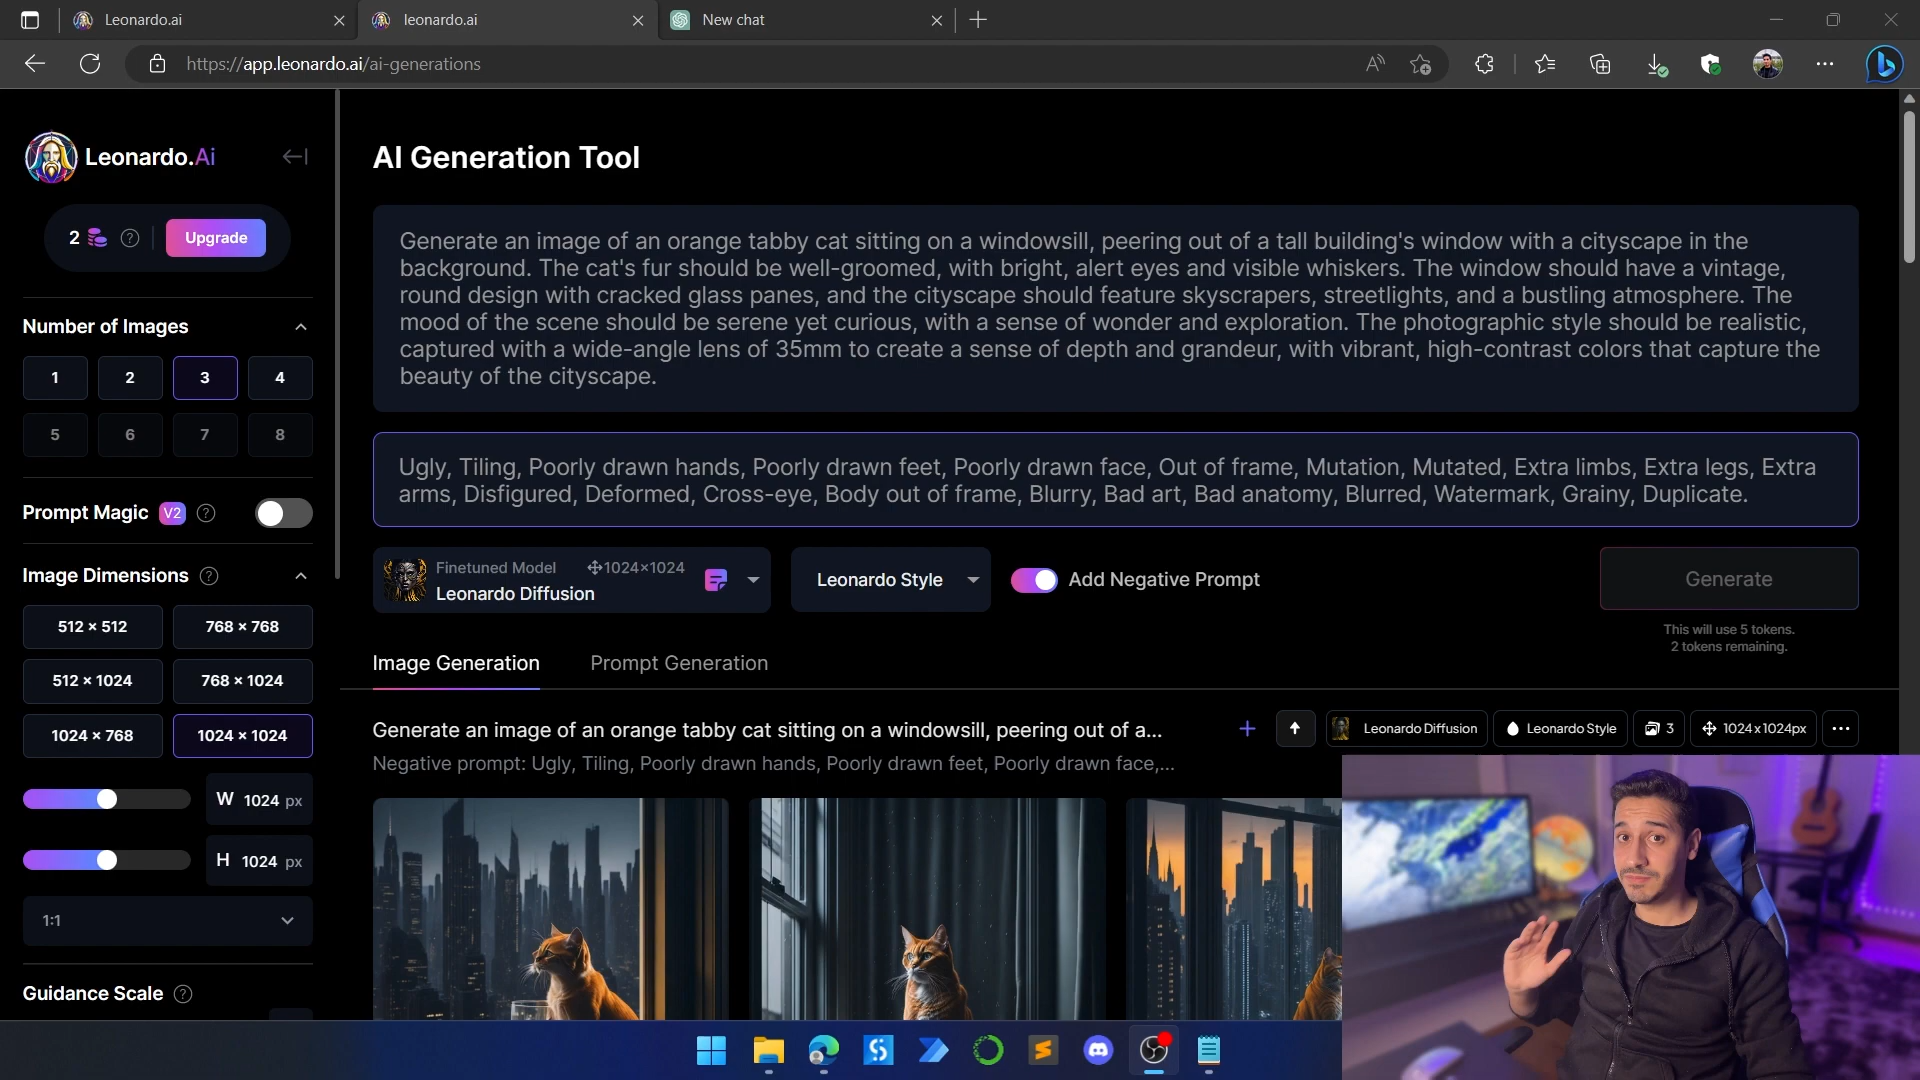 Leonardo.ai
leonardo.ai
New chat
https://app.leonardo.ai/ai-generations
Leonardo.Ai
2
Upgrade
Number of Images
1 2 3 4
5 6 7 8
Prompt Magic V2
Image Dimensions
512 × 512 768 × 768
512 × 1024 768 × 1024
1024 × 768 1024 × 1024
W 1024 px
H 1024 px
1:1
Guidance Scale
AI Generation Tool
Generate an image of an orange tabby cat sitting on a windowsill, peering out of a tall building's window with a cityscape in the
background. The cat's fur should be well-groomed, with bright, alert eyes and visible whiskers. The window should have a vintage,
round design with cracked glass panes, and the cityscape should feature skyscrapers, streetlights, and a bustling atmosphere. The
mood of the scene should be serene yet curious, with a sense of wonder and exploration. The photographic style should be realistic,
captured with a wide-angle lens of 35mm to create a sense of depth and grandeur, with vibrant, high-contrast colors that capture the
beauty of the cityscape.
Ugly, Tiling, Poorly drawn hands, Poorly drawn feet, Poorly drawn face, Out of frame, Mutation, Mutated, Extra limbs, Extra legs, Extra
arms, Disfigured, Deformed, Cross-eye, Body out of frame, Blurry, Bad art, Bad anatomy, Blurred, Watermark, Grainy, Duplicate.
Finetuned Model 1024×1024
Leonardo Diffusion
Leonardo Style
Add Negative Prompt
Generate
This will use 5 tokens.
2 tokens remaining.
Image Generation
Prompt Generation
Generate an image of an orange tabby cat sitting on a windowsill, peering out of a...
Leonardo Diffusion
Leonardo Style
3
1024x1024px
Negative prompt: Ugly, Tiling, Poorly drawn hands, Poorly drawn feet, Poorly drawn face,...